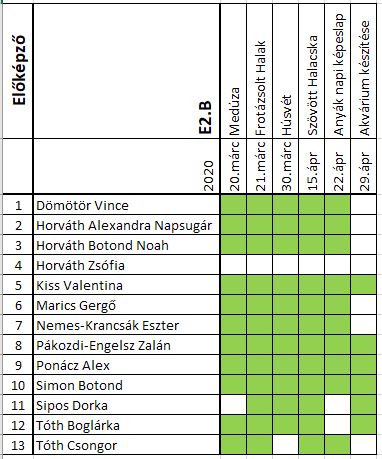 Előképző
E2.B
2020
20.márc Medúza
21.márc Frotázsolt Halak
30.márc Húsvét
15.ápr Szövött Halacska
22.ápr Anyák napi képeslap
29.ápr Akvárium készítése
1 Dömötör Vince
2 Horváth Alexandra Napsugár
3 Horváth Botond Noah
4 Horváth Zsófia
5 Kiss Valentina
6 Marics Gergő
7 Nemes-Krancsák Eszter
8 Pákozdi-Engelsz Zalán
9 Ponácz Alex
10 Simon Botond
11 Sipos Dorka
12 Tóth Boglárka
13 Tóth Csongor